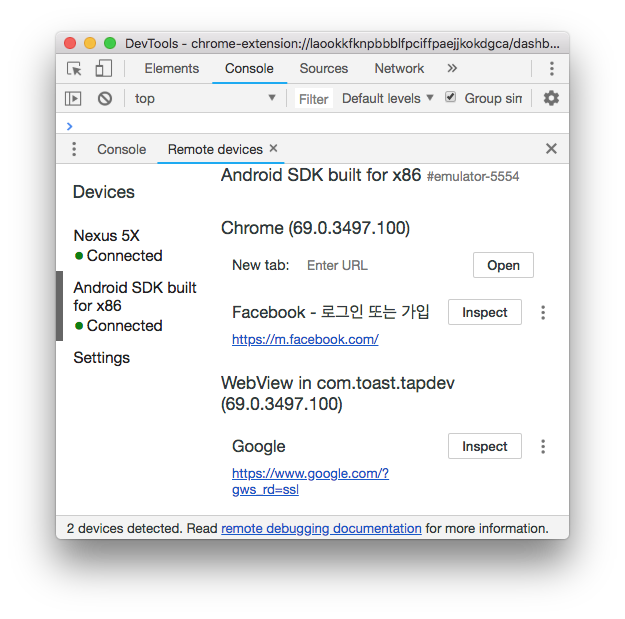 DevTools - chrome-extension://laookkfknpbbblfpciffpaejjkokdgca/dashb...
Elements Console Sources Network »
top Filter Default levels Group sim
Console Remote devices
Devices
Nexus 5X
Connected
Android SDK built
for x86
Connected
Settings
Android SDK built for x86 #emulator-5554
Chrome (69.0.3497.100)
New tab: Enter URL Open
Facebook - 로그인 또는 가입 Inspect
https://m.facebook.com/
WebView in com.toast.tapdev
(69.0.3497.100)
Google Inspect
https://www.google.com/?
gws_rd=ssl
2 devices detected. Read remote debugging documentation for more information.